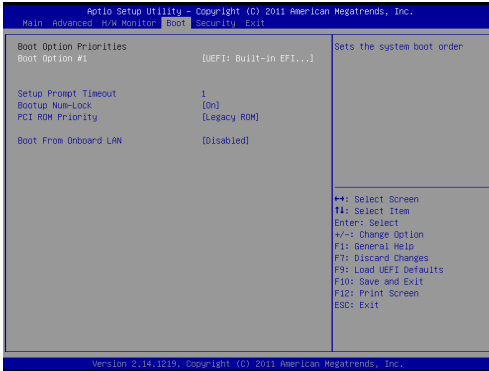 Aptio Setup Utility – Copyright (C) 2011 American Megatrends, Inc.
Main Advanced H/W Monitor Boot Security Exit
Boot Option Priorities
Boot Option #1 [UEFI: Built-in EFI...]
Setup Prompt Timeout 1
Bootup Num-Lock [On]
PCI ROM Priority [Legacy ROM]
Boot From Onboard LAN [Disabled]
Sets the system boot order
↔: Select Screen
↑↓: Select Item
Enter: Select
+/-: Change Option
F1: General Help
F7: Discard Changes
F9: Load UEFI Defaults
F10: Save and Exit
F12: Print Screen
ESC: Exit
Version 2.14.1219. Copyright (C) 2011 American Megatrends, Inc.